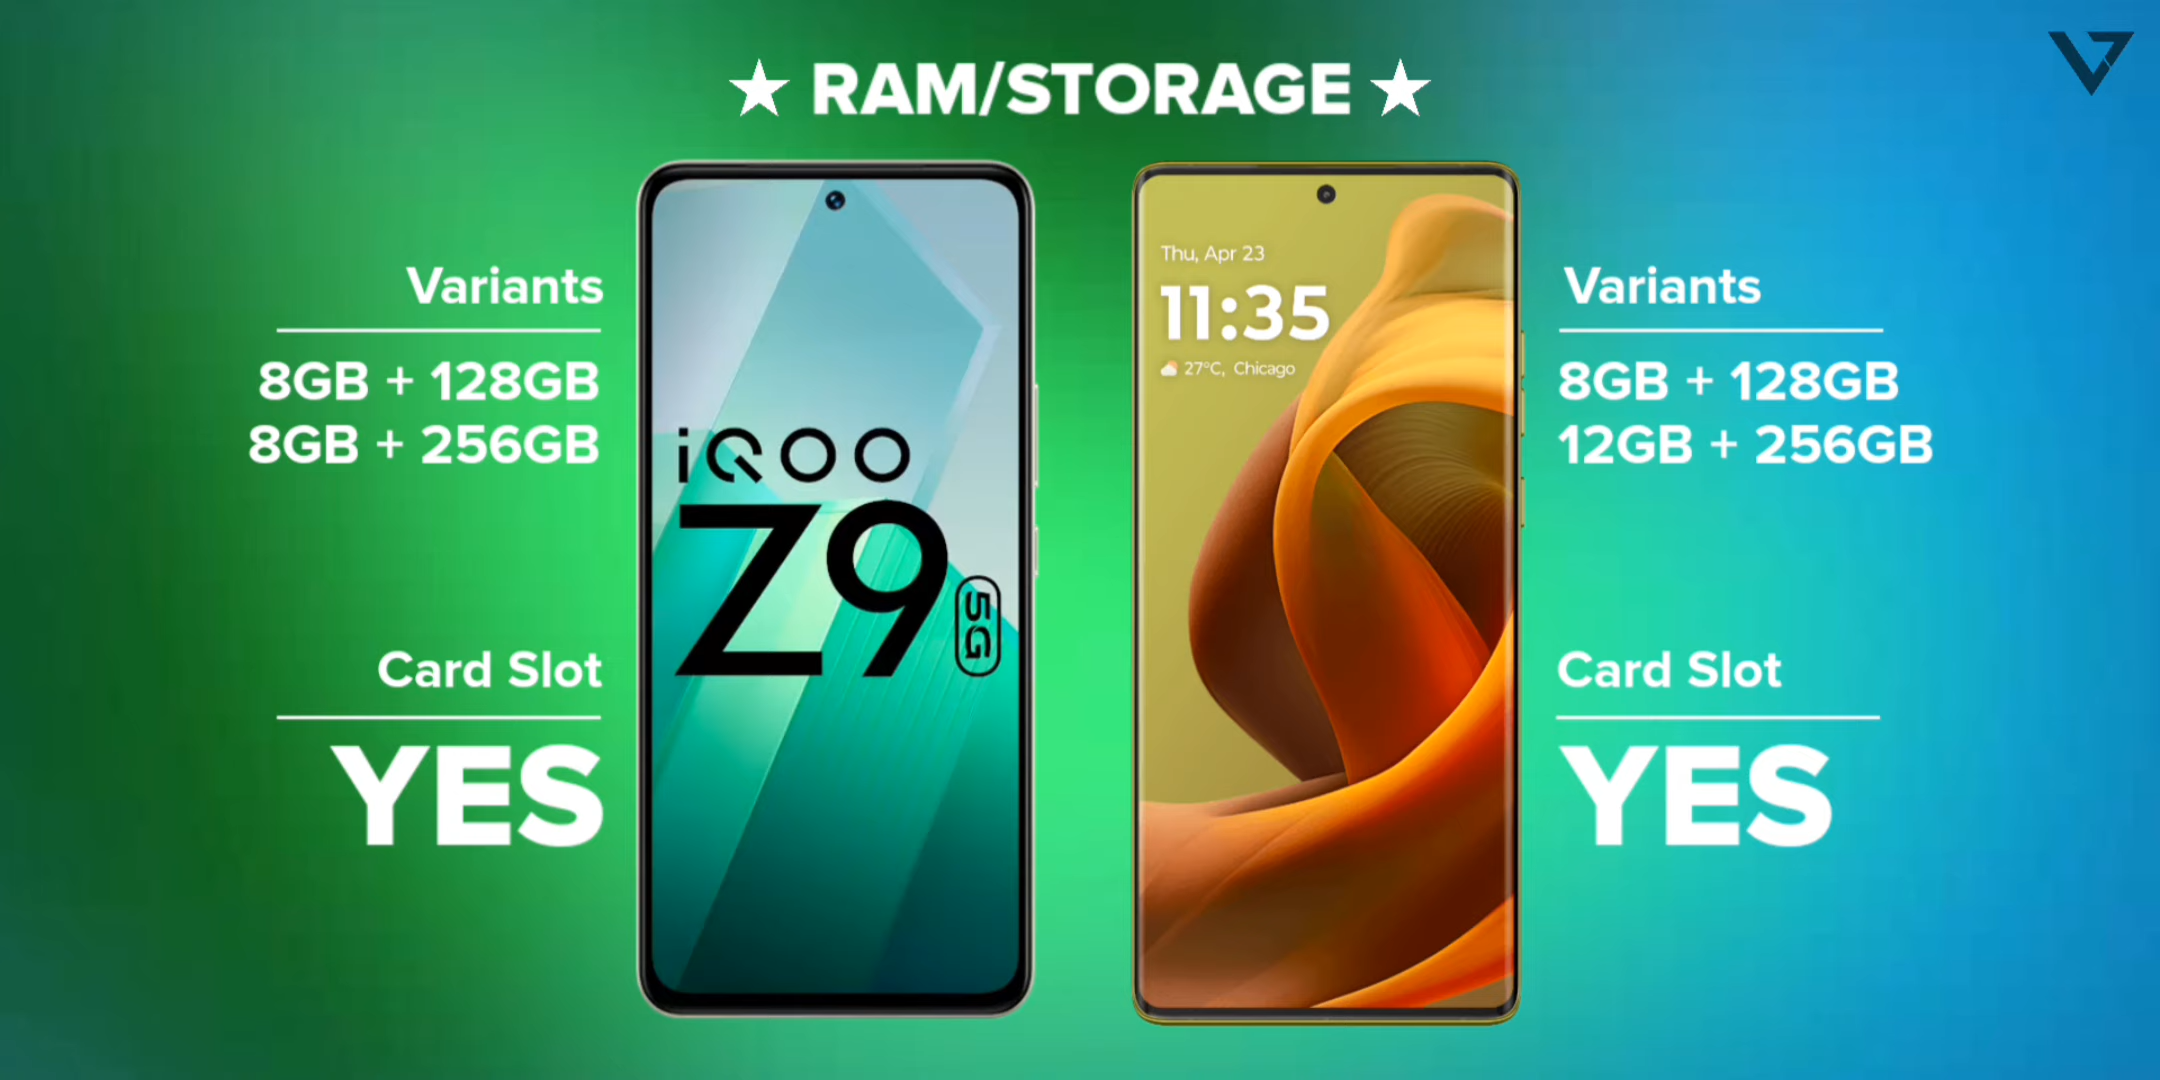 ★ RAM/STORAGE ★
Variants
8GB + 128GB
8GB + 256GB
Card Slot
YES
iQOO
Z9 5G
Thu, Apr 23
11:35
27°C, Chicago
Variants
8GB + 128GB
12GB + 256GB
Card Slot
YES